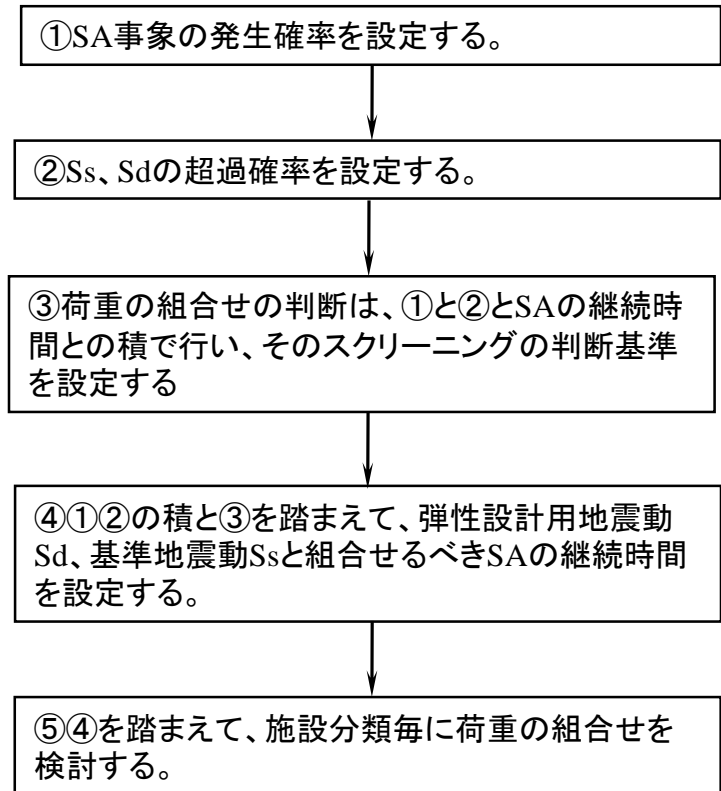 ①SA事象の発生確率を設定する。
②Ss、Sdの超過確率を設定する。
③荷重の組合せの判断は、①と②とSAの継続時
間との積で行い、そのスクリーニングの判断基準
を設定する
④①②の積と③を踏まえて、弾性設計用地震動
Sd、基準地震動Ssと組合せるべきSAの継続時間
を設定する。
⑤④を踏まえて、施設分類毎に荷重の組合せを
検討する。